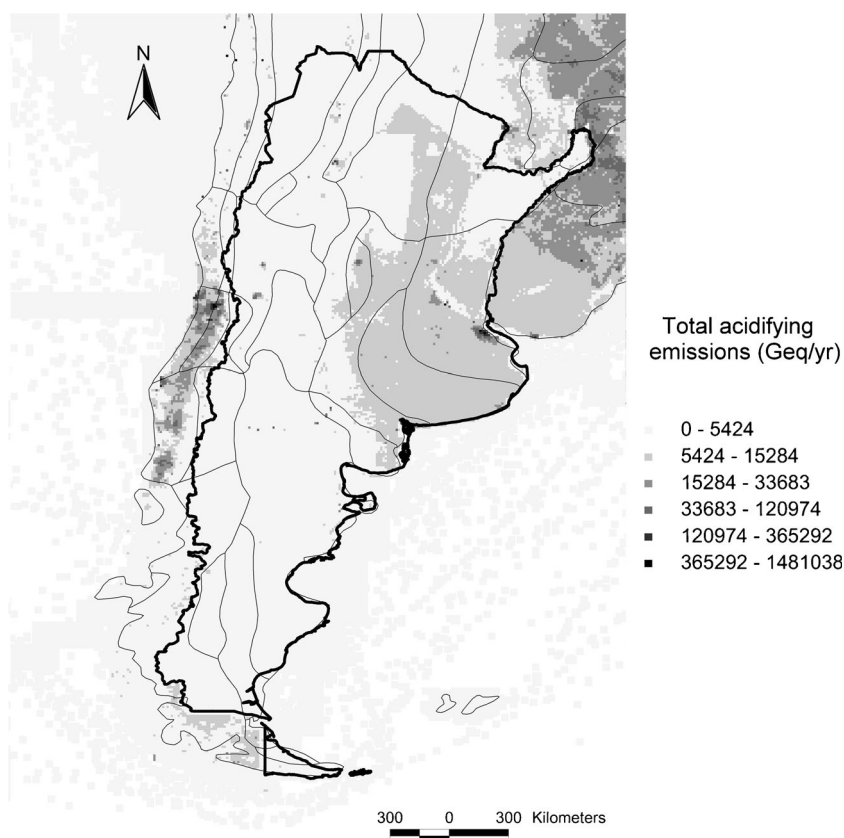 N
Total acidifying
emissions (Geq/yr)
0 - 5424
5424 - 15284
15284 - 33683
33683 - 120974
120974 - 365292
365292 - 1481038
300 0 300 Kilometers